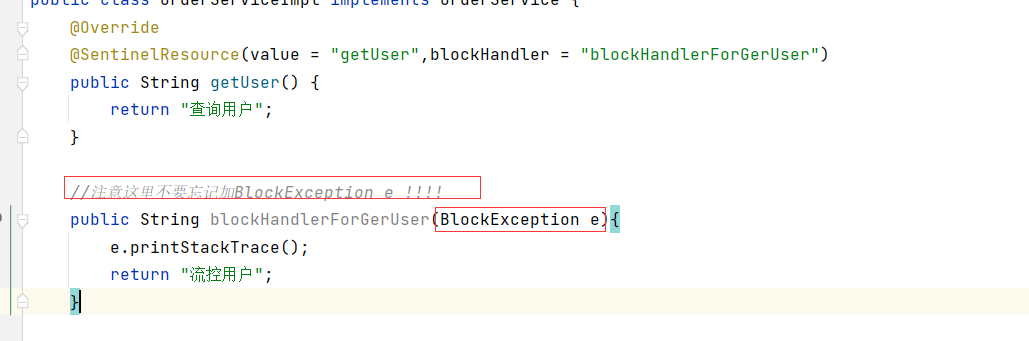 public class OrderServiceImpl implements OrderService {
@Override
@SentinelResource(value = "getUser",blockHandler = "blockHandlerForGerUser")
public String getUser() {
return "查询用户";
}
//注意这里不要忘记加BlockException e !!!!
public String blockHandlerForGerUser(BlockException e){
e.printStackTrace();
return "流控用户";
}